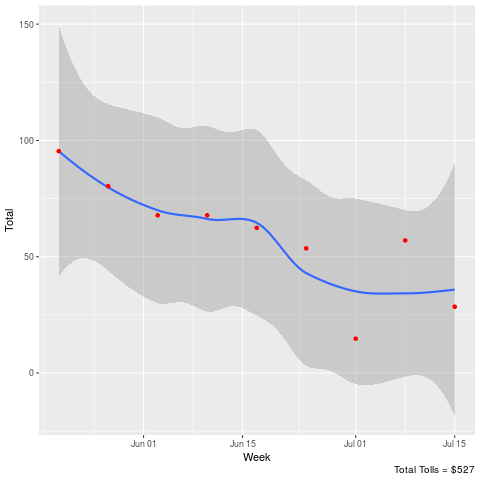 150
100
50
0
Total
Jun 01
Jun 15
Jul 01
Jul 15
Week
Total Tolls = $527